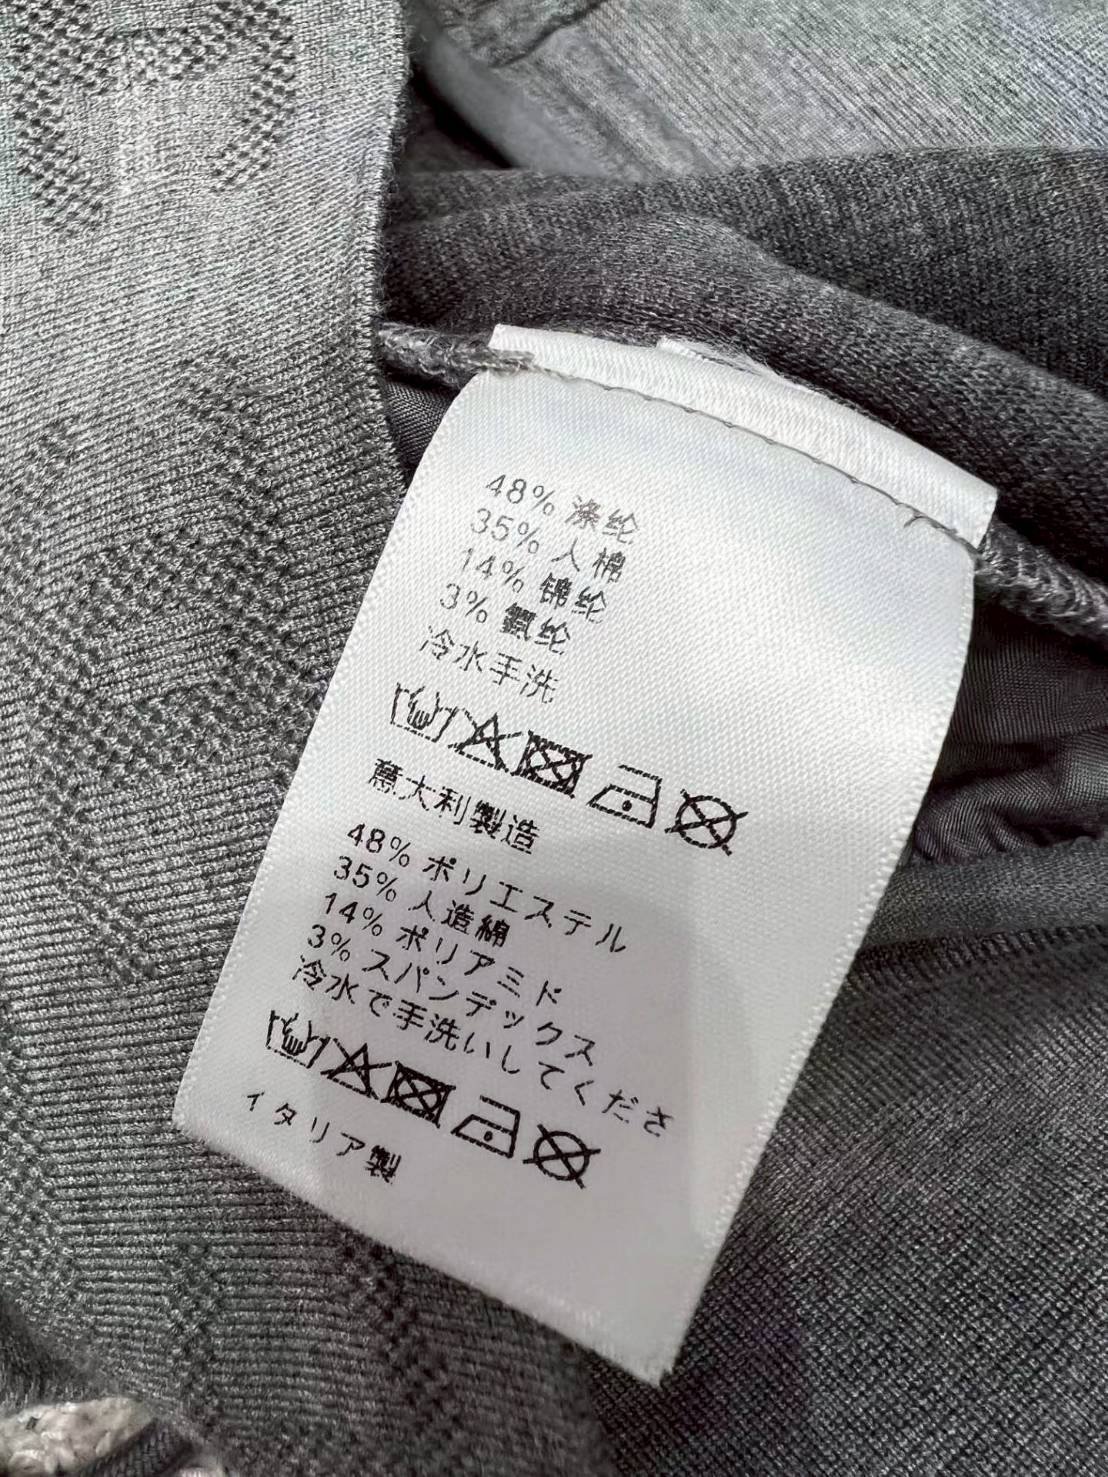 48% 涤纶
35% 人棉
14% 锦纶
3% 氨纶
冷水手洗
意大利製造
48% ポリエステル
35% 人造綿
14% ポリアミド
3% スパンデックス
冷水で手洗いしてくださ
イタリア製